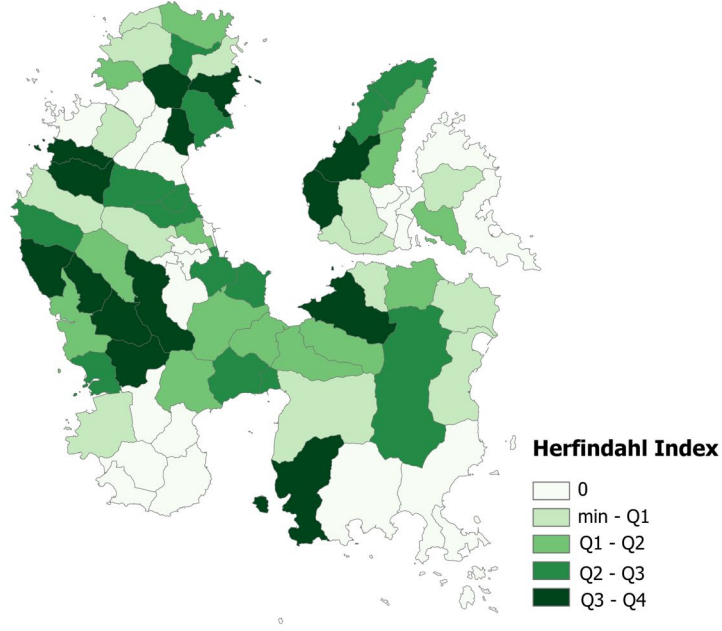 Herfindahl Index
0
min - Q1
Q1 - Q2
Q2 - Q3
Q3 - Q4